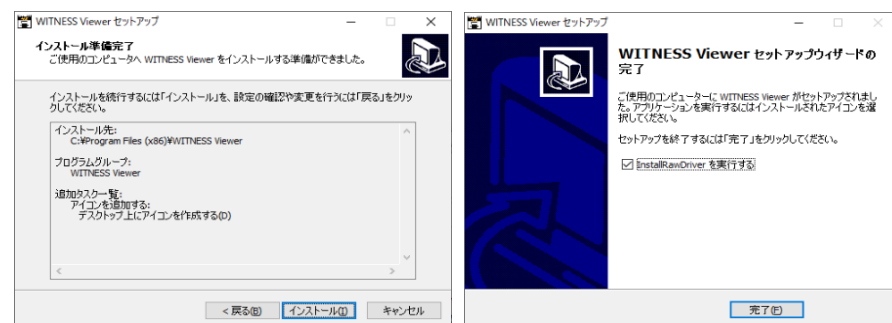 WITNESS Viewer セットアップ
インストール準備完了
ご使用のコンピュータへ WITNESS Viewer をインストールする準備ができました。
インストールを続行するには「インストール」を、設定の確認や変更を行うには「戻る」をクリッ
クしてください。
インストール先:
C:¥Program Files (x86)¥WITNESS Viewer
プログラムグループ:
WITNESS Viewer
追加タスク一覧:
アイコンを追加する:
デスクトップ上にアイコンを作成する(D)
< 戻る(B)
インストール(I)
キャンセル
WITNESS Viewer セットアップ
WITNESS Viewer セットアップウィザードの
完了
ご使用のコンピューターに WITNESS Viewer がセットアップされまし
た。アプリケーションを実行するにはインストールされたアイコンを選
択してください。
セットアップを終了するには「完了」をクリックしてください。
InstallRawDriver を実行する
完了(F)